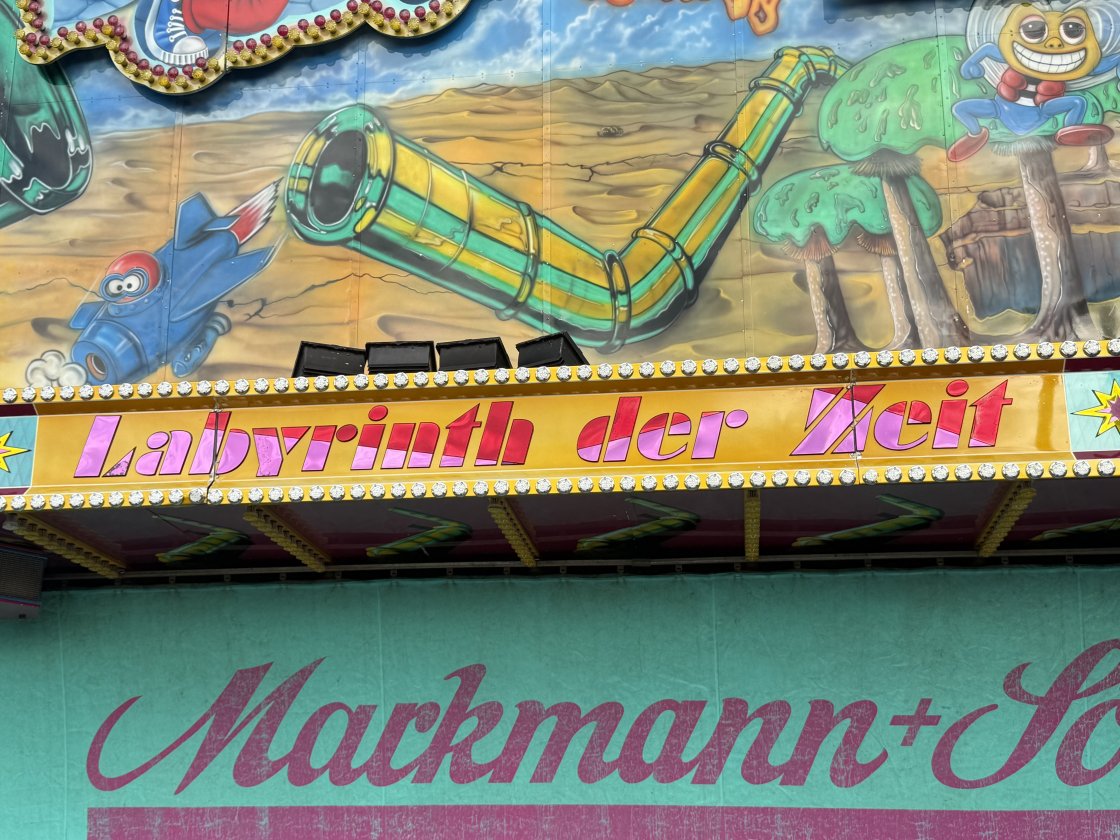 Labyrinth der Zeit
Markmann+